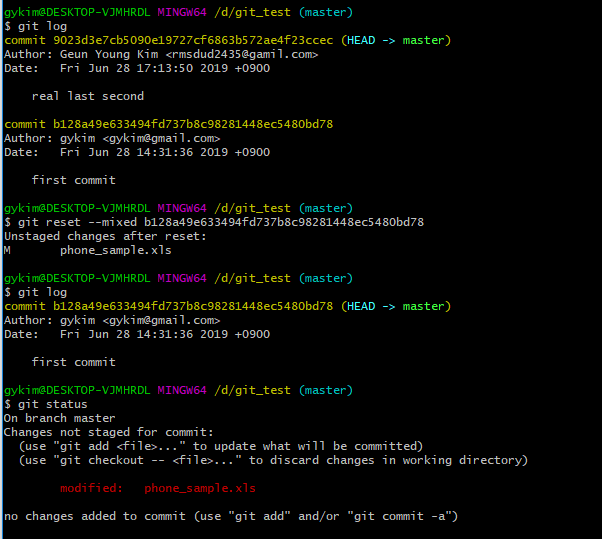 gykim@DESKTOP-VJMHRDL MINGW64 /d/git_test (master)
$ git log
commit 9023d3e7cb5090e19727cf6863b572ae4f23ccec (HEAD -> master)
Author: Geun Young Kim <rmsdud2435@gamil.com>
Date:   Fri Jun 28 17:13:50 2019 +0900

    real last second

commit b128a49e633494fd737b8c98281448ec5480bd78
Author: gykim <gykim@gmail.com>
Date:   Fri Jun 28 14:31:36 2019 +0900

    first commit

gykim@DESKTOP-VJMHRDL MINGW64 /d/git_test (master)
$ git reset --mixed b128a49e633494fd737b8c98281448ec5480bd78
Unstaged changes after reset:
M       phone_sample.xls

gykim@DESKTOP-VJMHRDL MINGW64 /d/git_test (master)
$ git log
commit b128a49e633494fd737b8c98281448ec5480bd78 (HEAD -> master)
Author: gykim <gykim@gmail.com>
Date:   Fri Jun 28 14:31:36 2019 +0900

    first commit

gykim@DESKTOP-VJMHRDL MINGW64 /d/git_test (master)
$ git status
On branch master
Changes not staged for commit:
  (use "git add <file>..." to update what will be committed)
  (use "git checkout -- <file>..." to discard changes in working directory)

        modified:   phone_sample.xls

no changes added to commit (use "git add" and/or "git commit -a")